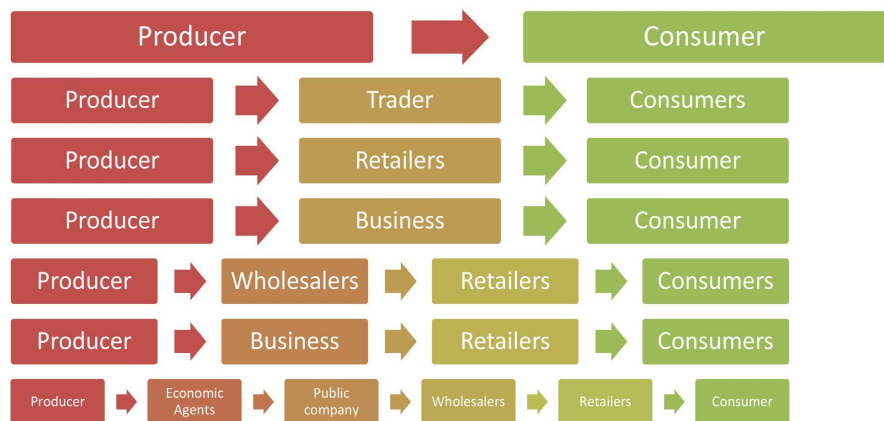 Producer Consumer
Producer Trader Consumers
Producer Retailers Consumer
Producer Business Consumer
Producer Wholesalers Retailers Consumers
Producer Business Retailers Consumers
Producer Economic Agents Public company Wholesalers Retailers Consumer